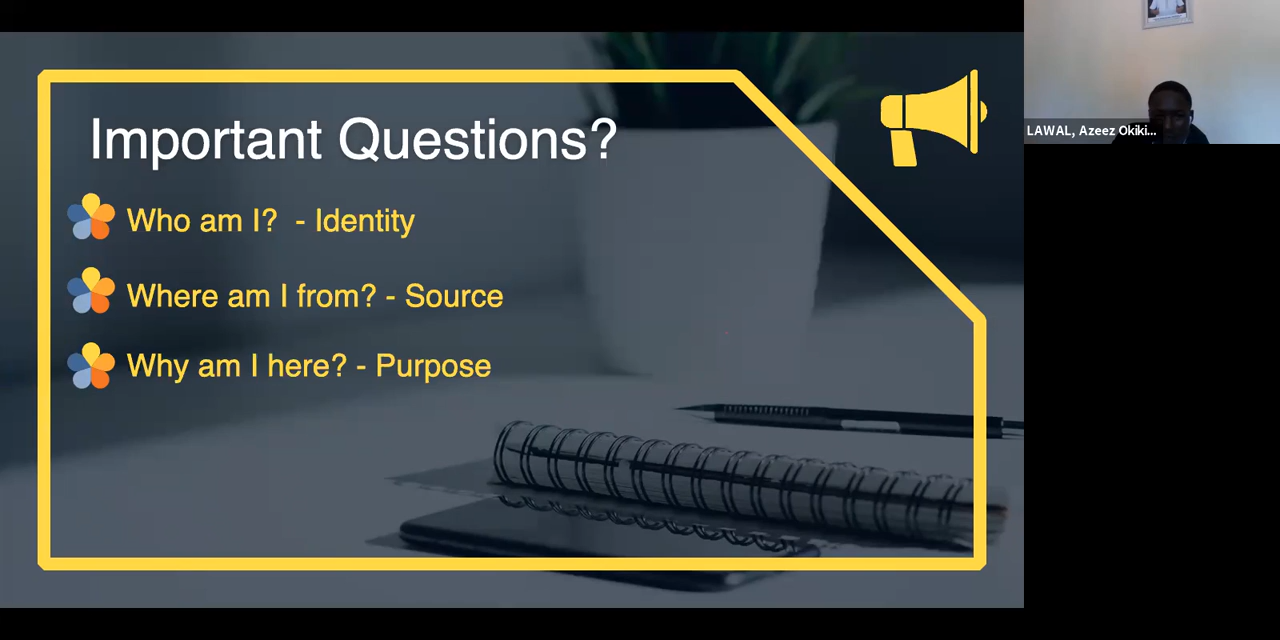 Important Questions?
Who am I?  - Identity
Where am I from? - Source
Why am I here? - Purpose
LAWAL, Azeez Okiki...